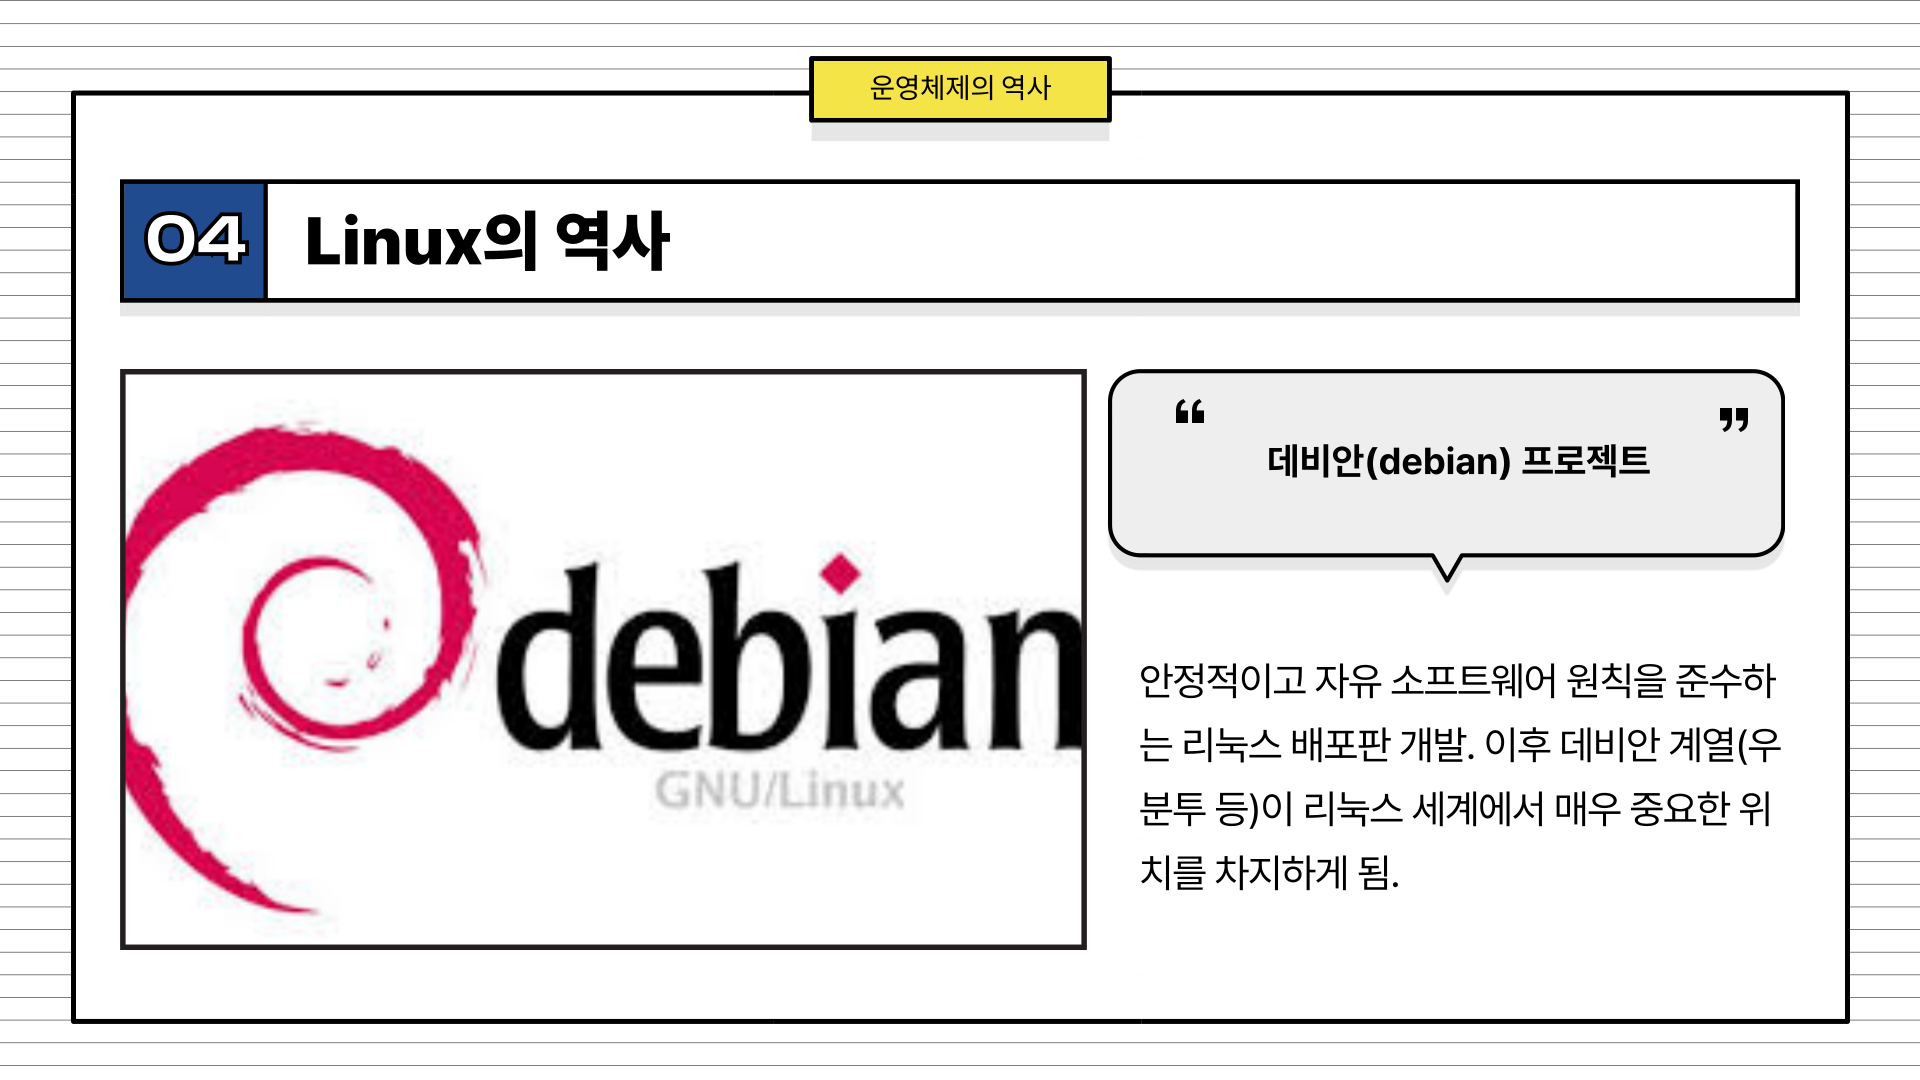 운영체제의 역사
04
Linux의 역사
debian
GNU/Linux
“ ”
데비안(debian) 프로젝트
안정적이고 자유 소프트웨어 원칙을 준수하
는 리눅스 배포판 개발. 이후 데비안 계열(우
분투 등)이 리눅스 세계에서 매우 중요한 위
치를 차지하게 됨.